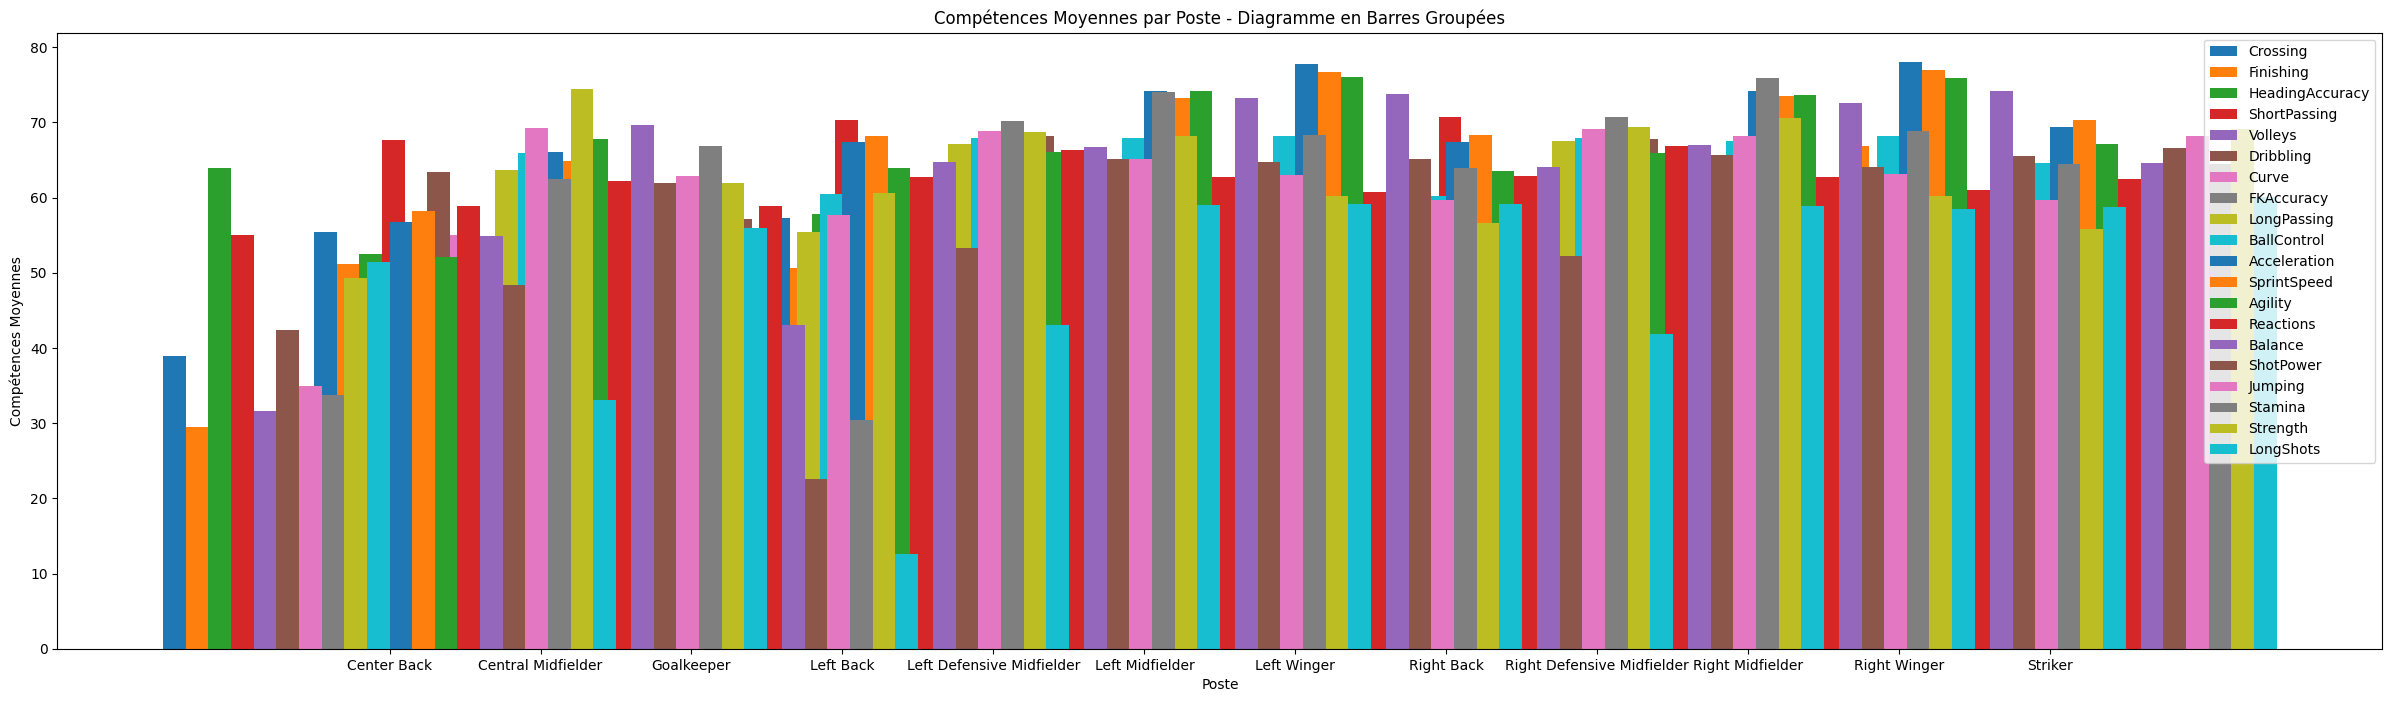 Compétences Moyennes par Poste - Diagramme en Barres Groupées
Compétences Moyennes
80
70
60
50
40
30
20
10
0
Crossing
Finishing
HeadingAccuracy
ShortPassing
Volleys
Dribbling
Curve
FKAccuracy
LongPassing
BallControl
Acceleration
SprintSpeed
Agility
Reactions
Balance
ShotPower
Jumping
Stamina
Strength
LongShots
Center Back
Central Midfielder
Goalkeeper
Left Back
Left Defensive Midfielder
Left Midfielder
Left Winger
Right Back
Right Defensive Midfielder
Right Midfielder
Right Winger
Striker
Poste